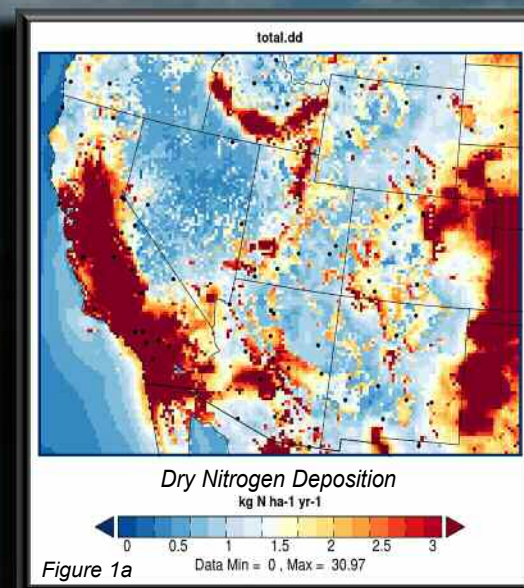 total.dd
Dry Nitrogen Deposition
kg N ha-1 yr-1
0 0.5 1 1.5 2 2.5 3
Data Min = 0 , Max = 30.97
Figure 1a